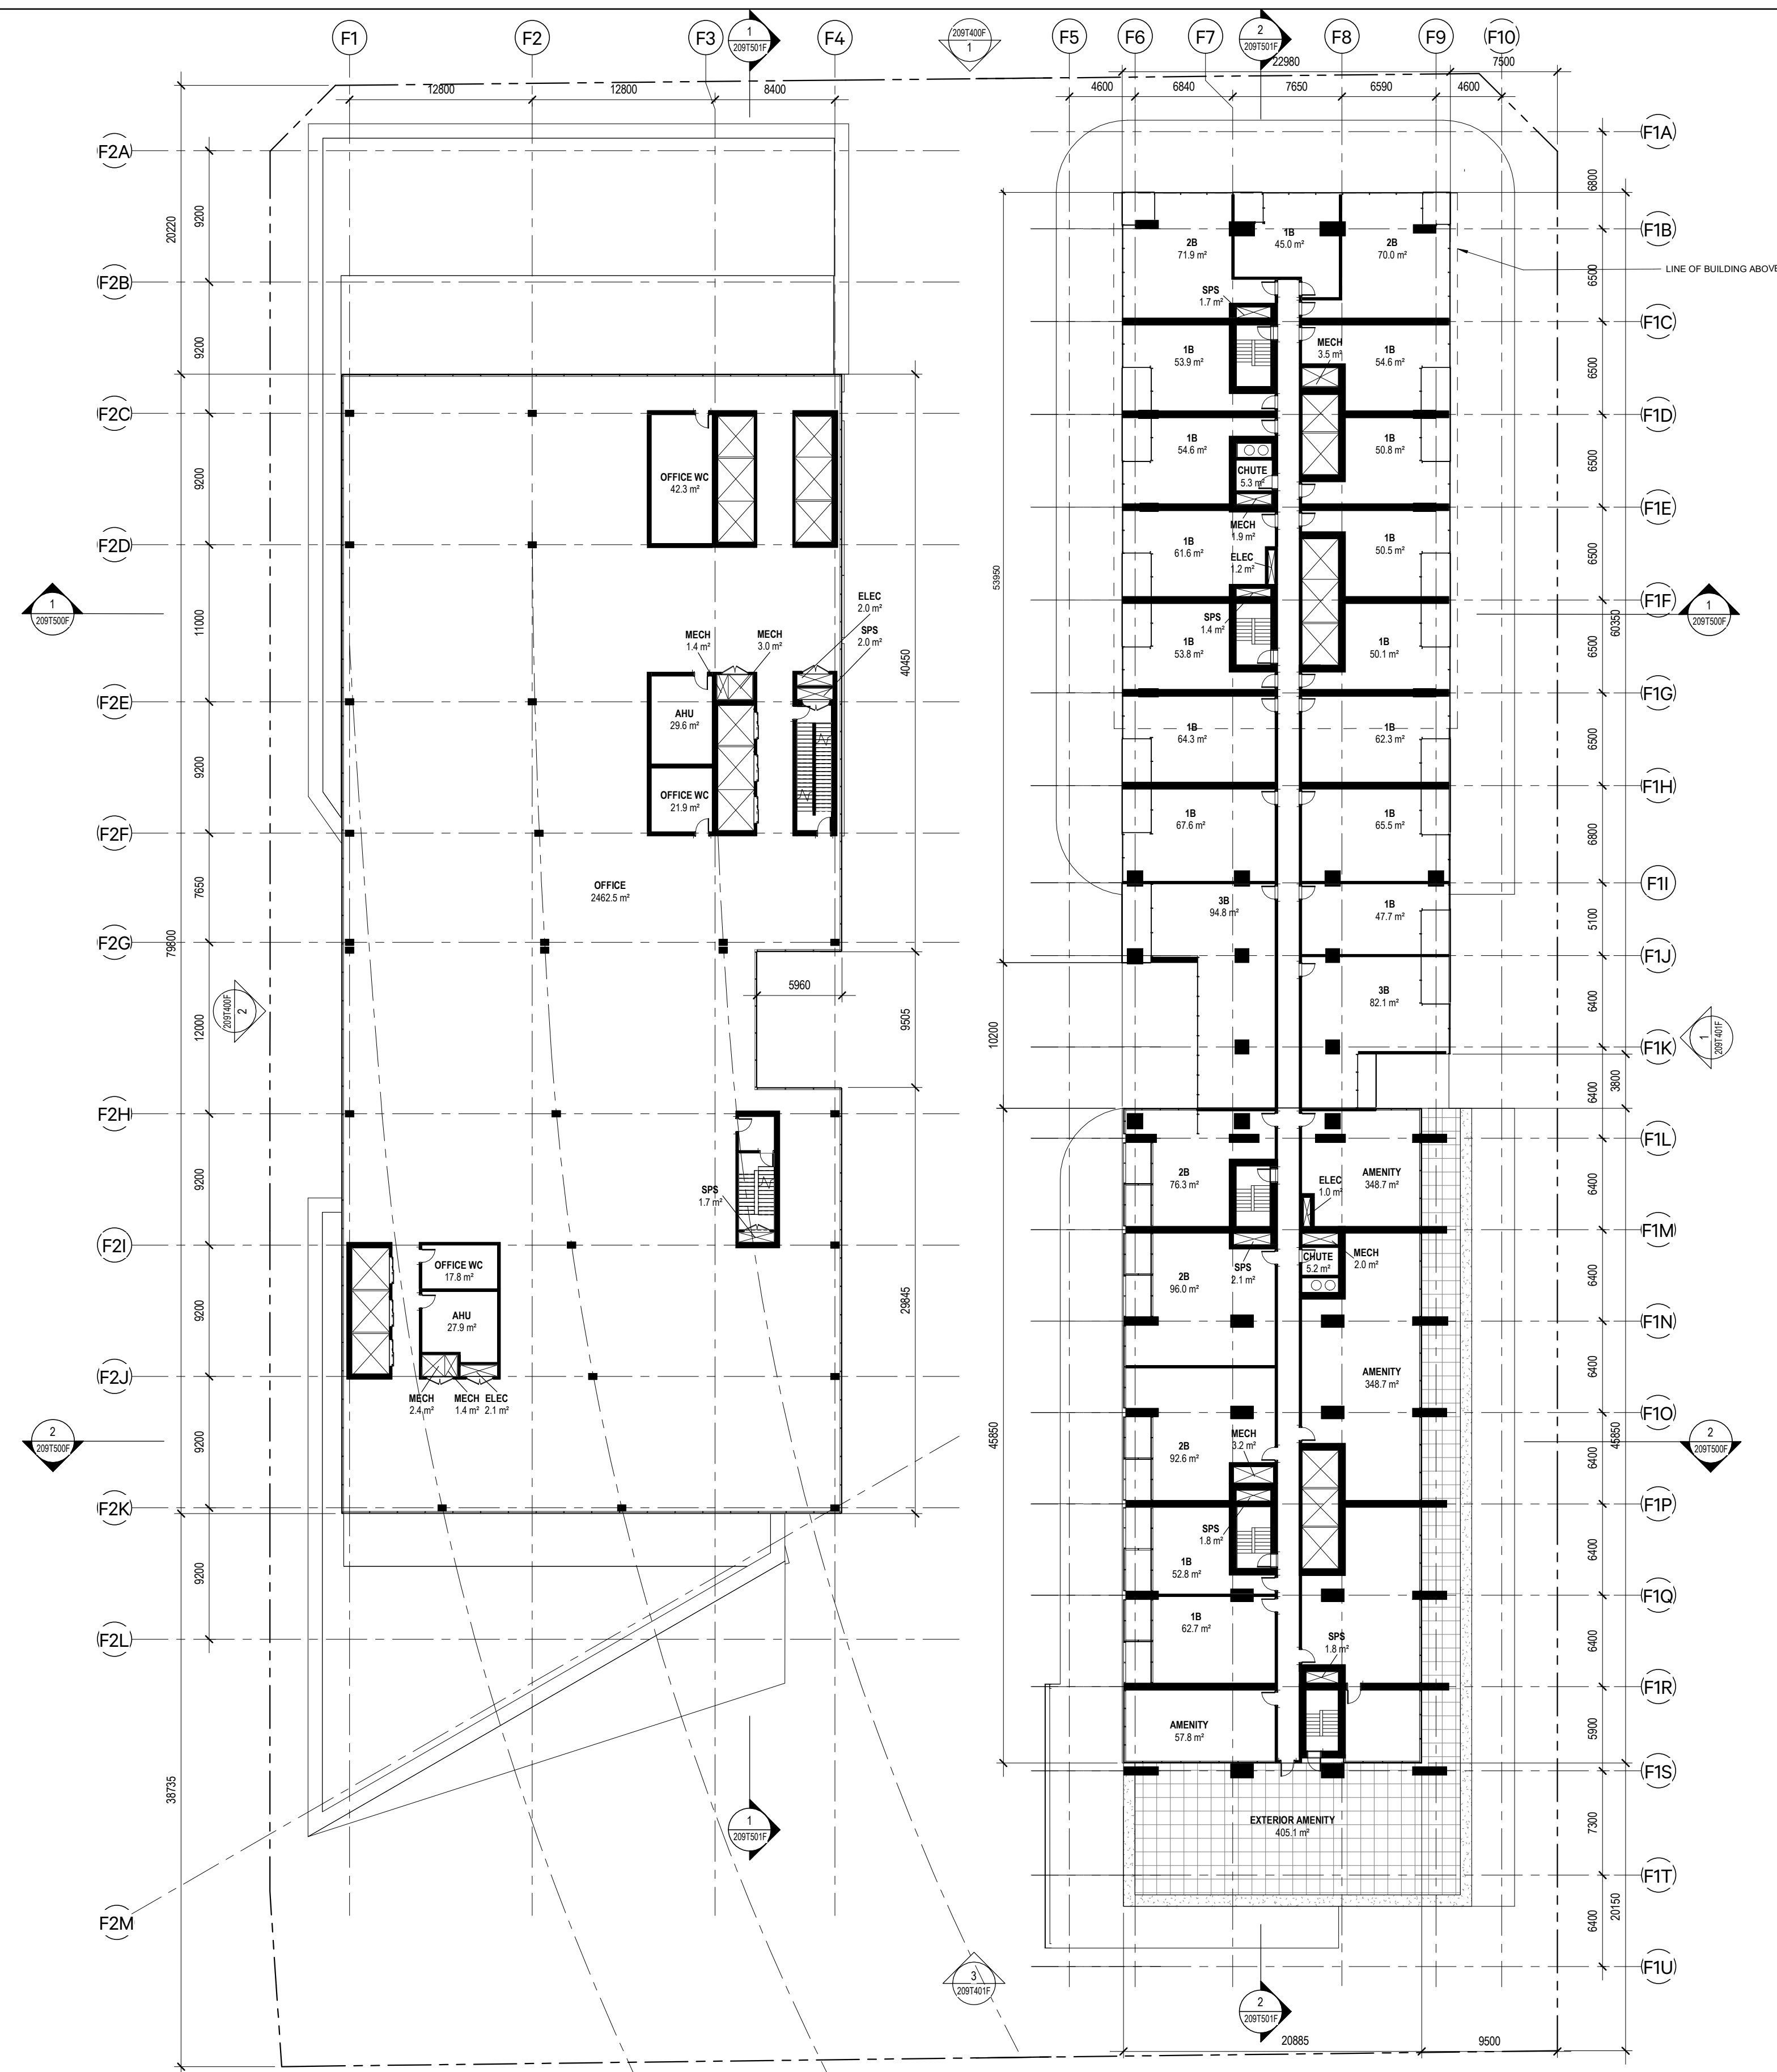 F1
F2
F3
1
209T501F
F4
209T400F
1
F5
F6
F7
2
209T501F
F8
F9
F10
22980
7500
12800
12800
8400
4600
6840
7650
6590
4600
F2A
F2B
F2C
F2D
F2E
F2F
F2G
F2H
F2I
F2J
F2K
F2L
F2M
20220
79800
38735
9200
9200
9200
11000
9200
7650
12000
9200
9200
9200
9200
1
209T500F
2
209T400F
2
209T500F
OFFICE WC
42.3 m²
ELEC
2.0 m²
SPS
2.0 m²
MECH
1.4 m²
MECH
3.0 m²
AHU
29.6 m²
OFFICE WC
21.9 m²
OFFICE
2462.5 m²
5960
SPS
1.7 m²
OFFICE WC
17.8 m²
AHU
27.9 m²
MECH
2.4 m²
MECH
1.4 m²
ELEC
2.1 m²
40450
9505
29845
1
209T501F
3
209T401F
53950
10200
45850
2B
71.9 m²
1B
45.0 m²
2B
70.0 m²
LINE OF BUILDING ABOVE
SPS
1.7 m²
1B
53.9 m²
MECH
3.5 m²
1B
54.6 m²
1B
54.6 m²
CHUTE
5.3 m²
1B
50.8 m²
MECH
1.9 m²
1B
61.6 m²
ELEC
1.2 m²
1B
50.5 m²
SPS
1.4 m²
1B
53.8 m²
1B
50.1 m²
1B
64.3 m²
1B
62.3 m²
1B
67.6 m²
1B
65.5 m²
3B
94.8 m²
1B
47.7 m²
3B
82.1 m²
2B
76.3 m²
ELEC
1.0 m²
AMENITY
348.7 m²
2B
96.0 m²
SPS
2.1 m²
CHUTE
5.2 m²
MECH
2.0 m²
AMENITY
348.7 m²
2B
92.6 m²
MECH
3.2 m²
SPS
1.8 m²
1B
52.8 m²
1B
62.7 m²
SPS
1.8 m²
AMENITY
57.8 m²
EXTERIOR AMENITY
405.1 m²
2
209T501F
20885
9500
6800
6500
6500
6500
6500
6500
6500
6800
5100
6400
6400
6400
6400
6400
6400
6400
6400
5900
7300
6400
60350
3800
45850
20150
F1A
F1B
F1C
F1D
F1E
F1F
F1G
F1H
F1I
F1J
F1K
F1L
F1M
F1N
F1O
F1P
F1Q
F1R
F1S
F1T
F1U
1
209T500F
1
209T401F
2
209T500F